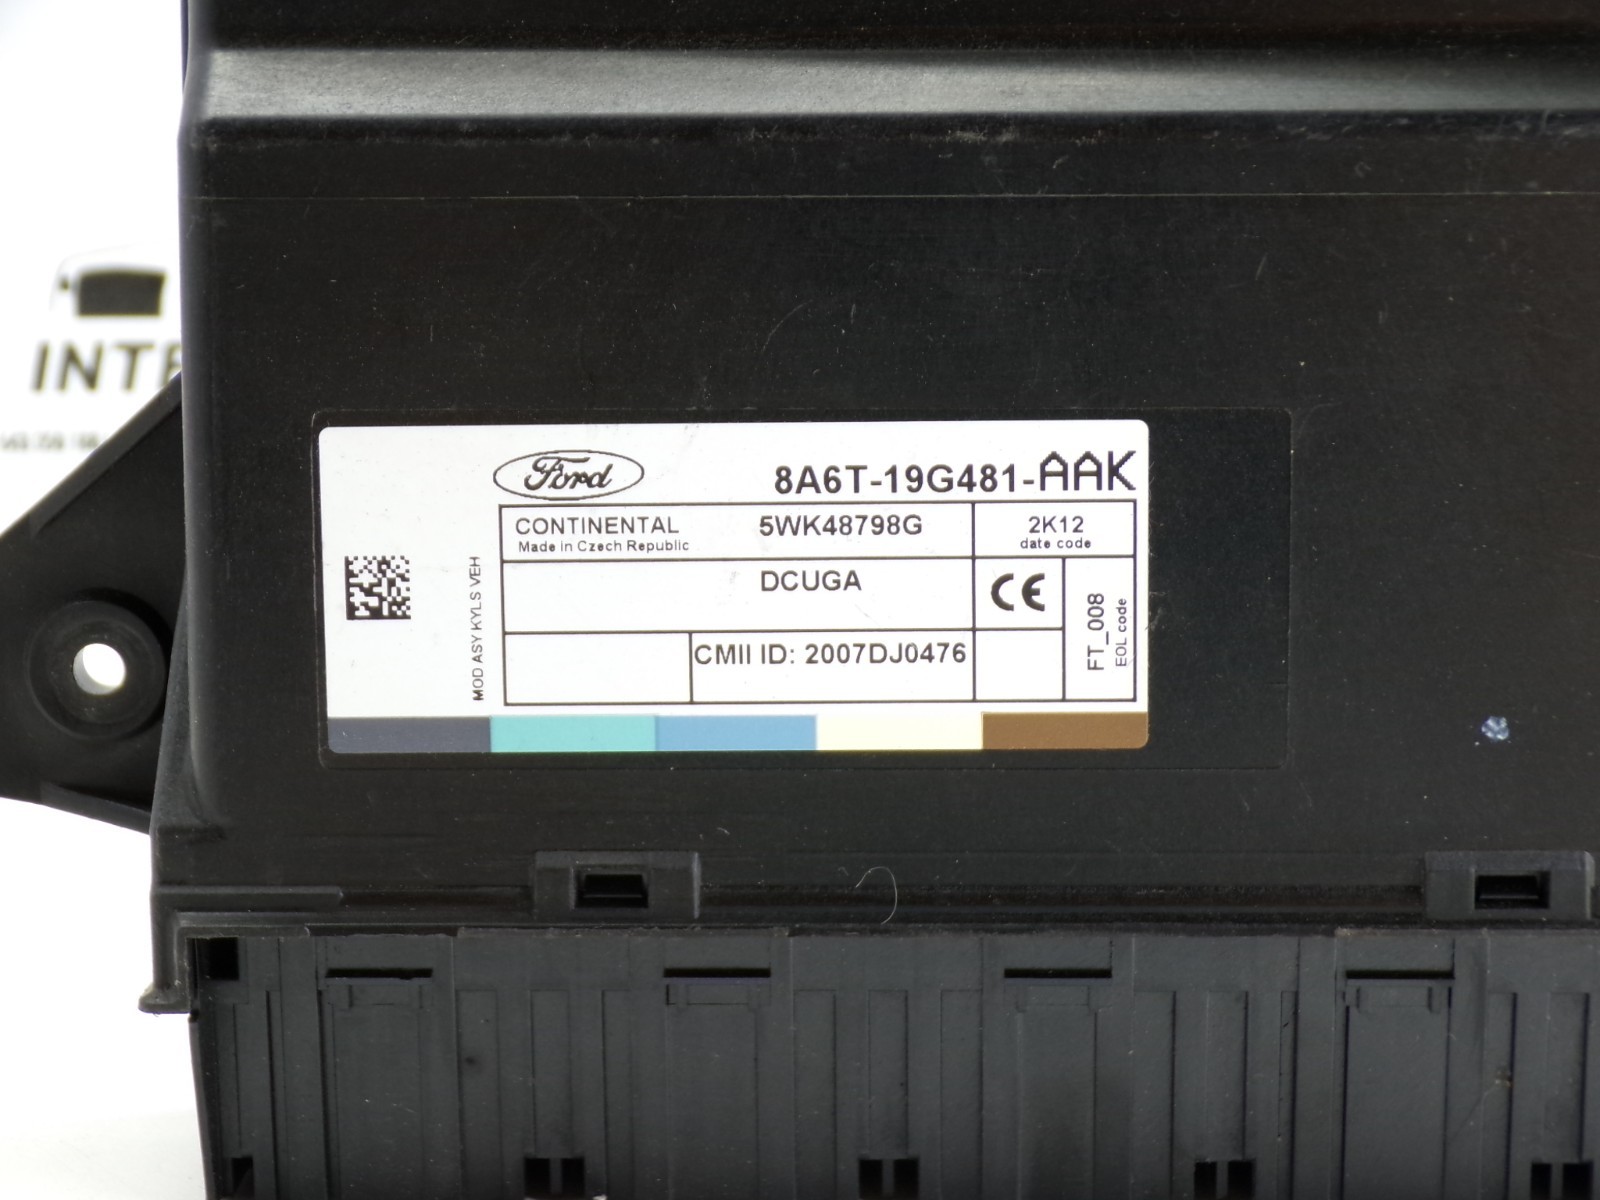 INTE
Ford
8A6T-19G481-AAK
CONTINENTAL 5WK48798G 2K12
Made in Czech Republic date code
MOD ASY KYLS VEH
DCUGA
CE
FT_008
EOL code
CMII ID: 2007DJ0476